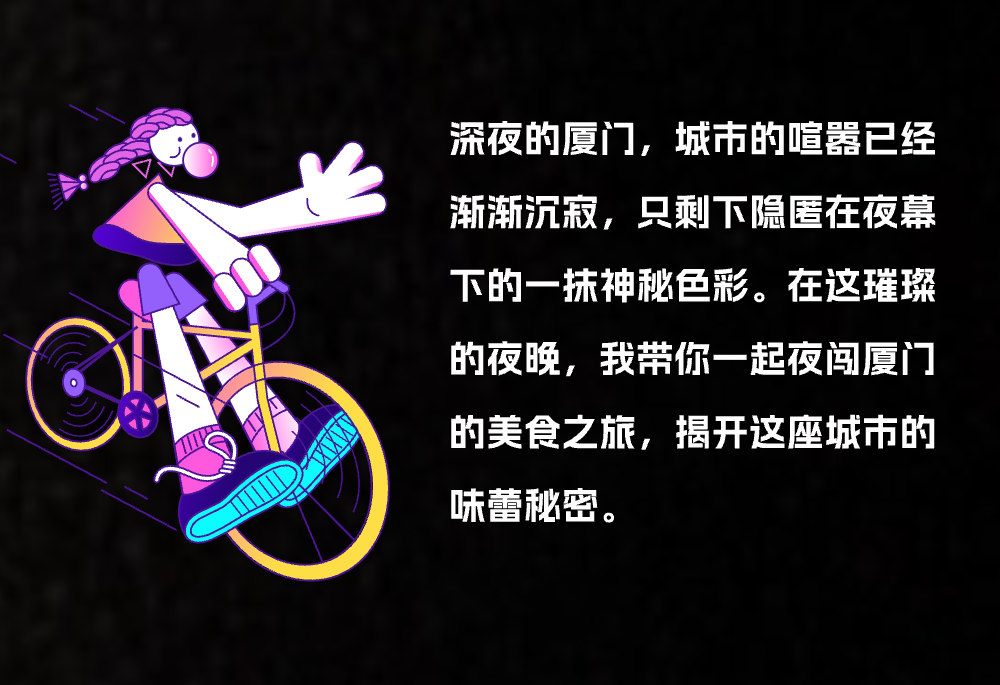 深夜的厦门，城市的喧嚣已经
渐渐沉寂，只剩下隐匿在夜幕
下的一抹神秘色彩。在这璀璨
的夜晚，我带你一起夜闯厦门
的美食之旅，揭开这座城市的
味蕾秘密。